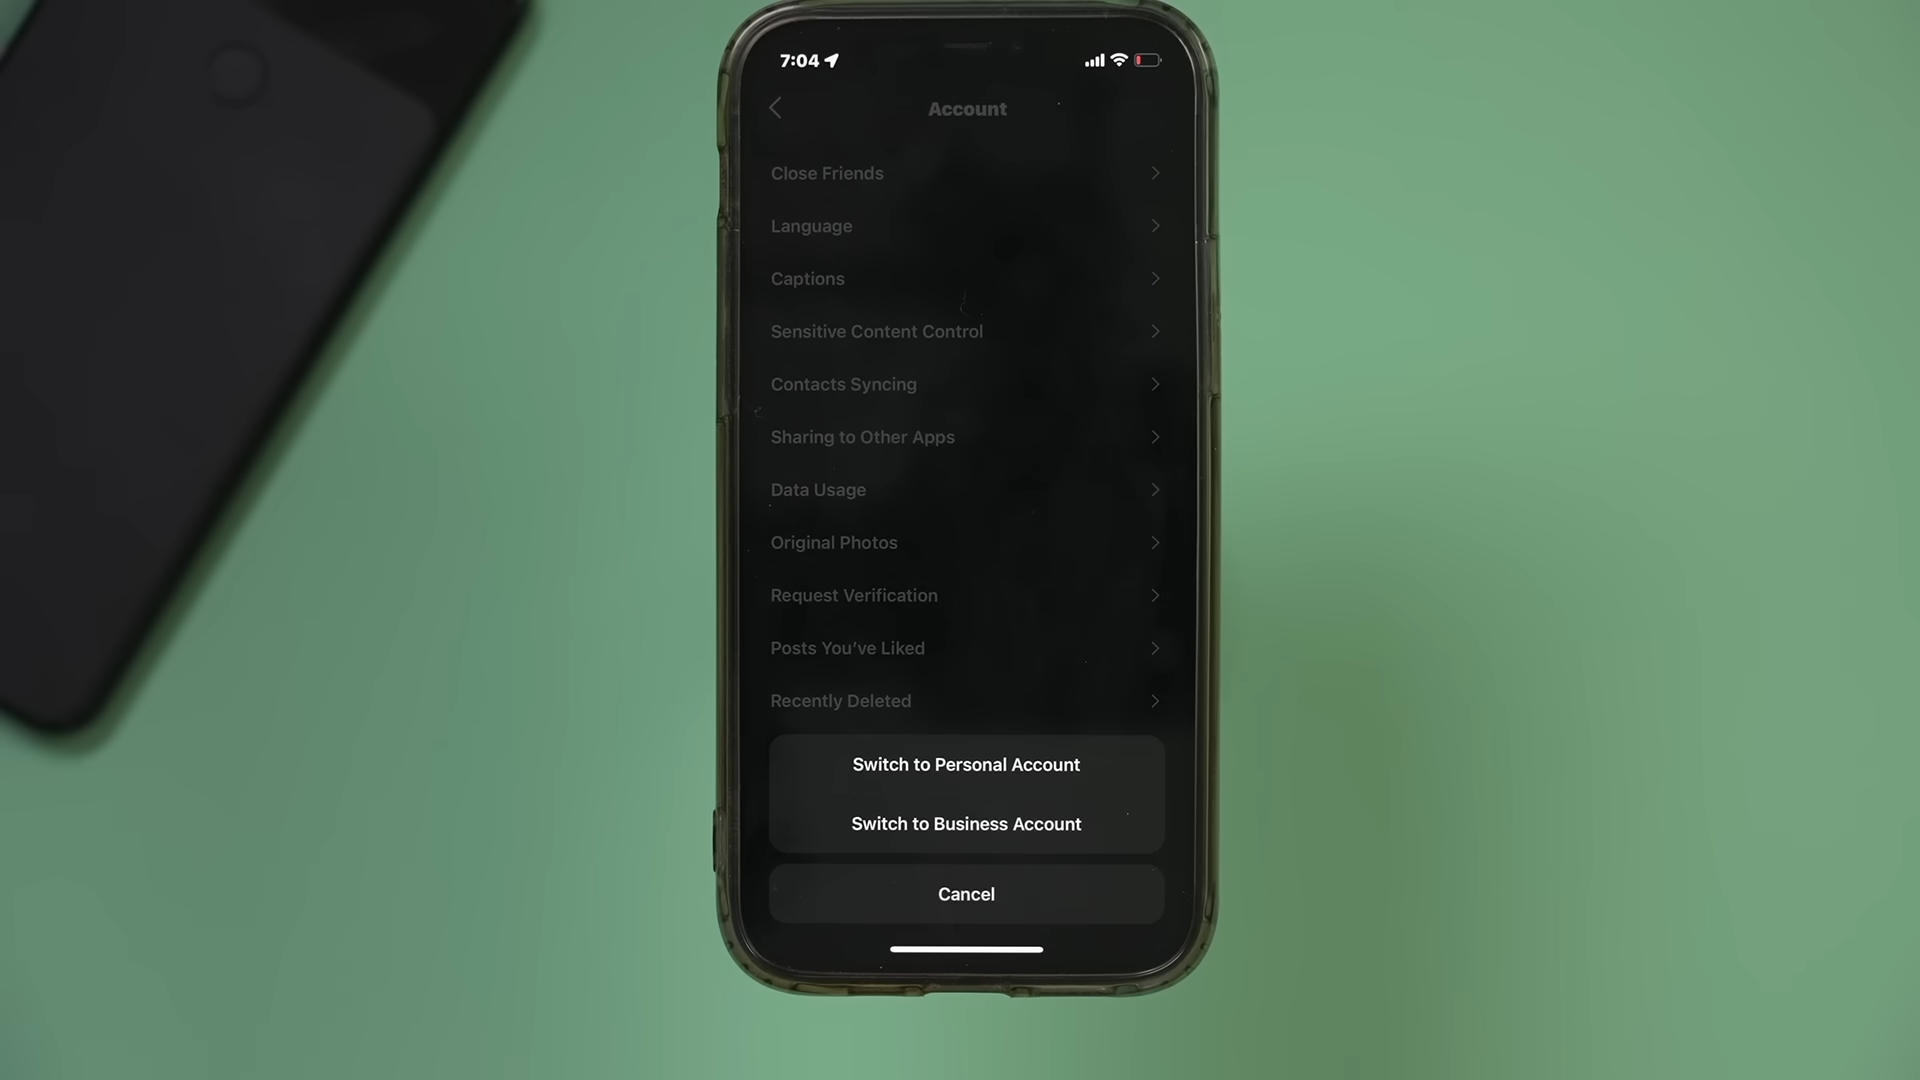 7:04
Account
Close Friends
Language
Captions
Sensitive Content Control
Contacts Syncing
Sharing to Other Apps
Data Usage
Original Photos
Request Verification
Posts You’ve Liked
Recently Deleted
Switch to Personal Account
Switch to Business Account
Cancel